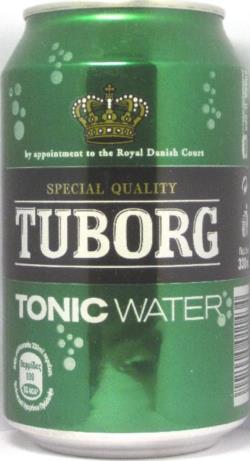 by appointment to the Royal Danish Court
SPECIAL QUALITY
TUBORG
TONIC WATER